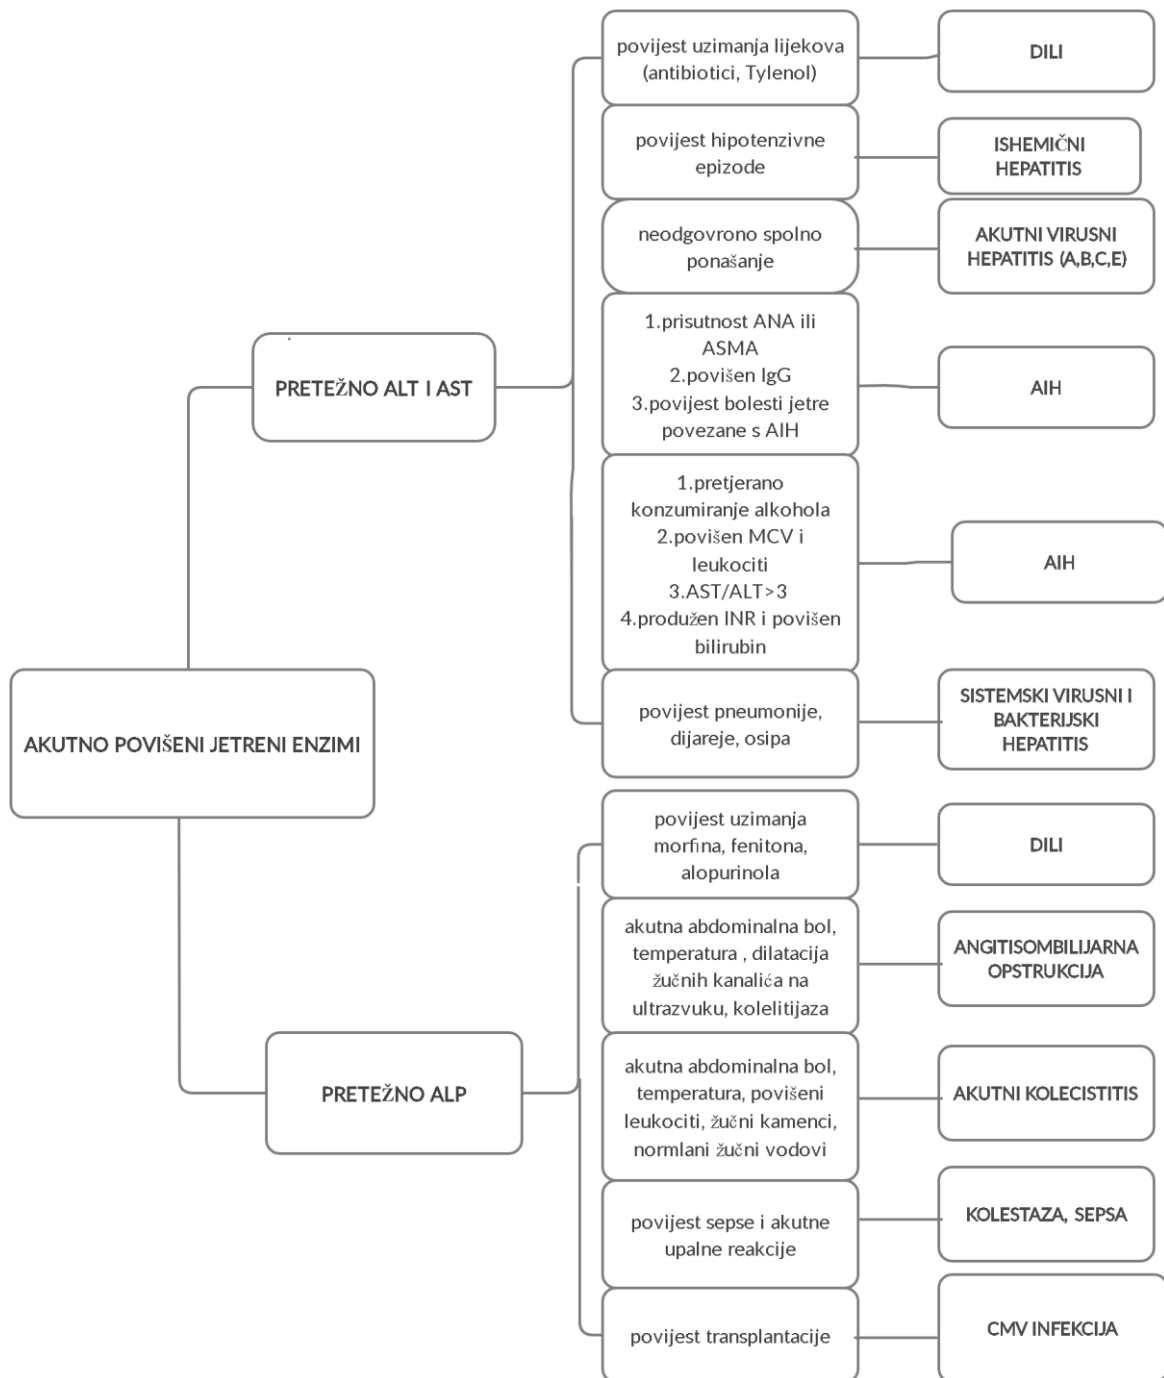 povijest uzimanja lijekova
(antibiotici, Tylenol)
DILI
povijest hipotenzivne
epizode
ISHEMIČNI
HEPATITIS
neodgovrono spolno
ponašanje
AKUTNI VIRUSNI
HEPATITIS (A,B,C,E)
PRETEŽNO ALT I AST
1.prisutnost ANA ili
ASMA
2.povišen IgG
3.povijest bolesti jetre
povezane s AIH
AIH
1.pretjerano
konzumiranje alkohola
2.povišen MCV i
leukociti
3.AST/ALT>3
4.produžen INR i povišen
bilirubin
AIH
povijest pneumonije,
dijareje, osipa
SISTEMSKI VIRUSNI I
BAKTERIJSKI
HEPATITIS
AKUTNO POVIŠENI JETRENI ENZIMI
povijest uzimanja
morfina, fenitona,
alopurinola
DILI
akutna abdominalna bol,
temperatura , dilatacija
žučnih kanalića na
ultrazvuku, kolelitijaza
ANGITISOMBILIJARNA
OPSTRUKCIJA
PRETEŽNO ALP
akutna abdominalna bol,
temperatura, povišeni
leukociti, žučni kamenci,
normlani žučni vodovi
AKUTNI KOLECISTITIS
povijest sepse i akutne
upalne reakcije
KOLESTAZA, SEPSA
povijest transplantacije
CMV INFEKCIJA